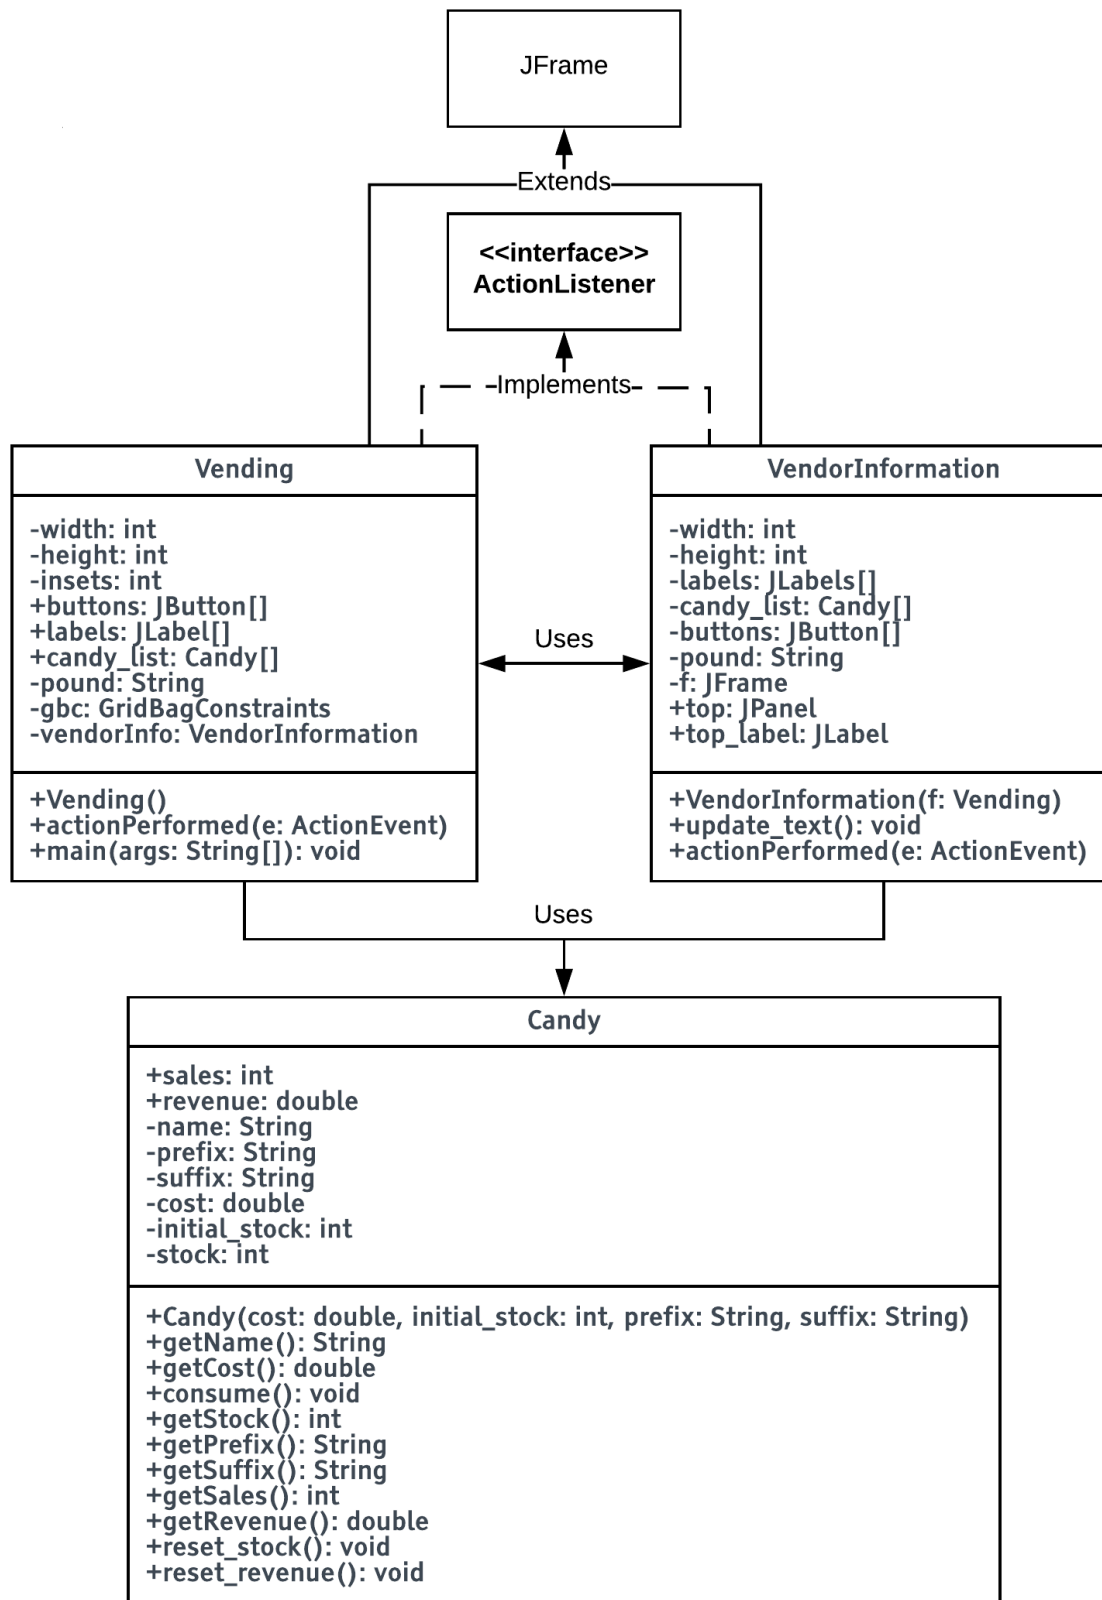 JFrame
Extends
<<interface>>
ActionListener
Implements
Vending
-width: int
-height: int
-insets: int
+buttons: JButton[]
+labels: JLabel[]
+candy_list: Candy[]
-pound: String
-gbc: GridBagConstraints
-vendorInfo: VendorInformation
+Vending()
+actionPerformed(e: ActionEvent)
+main(args: String[]): void
Uses
VendorInformation
-width: int
-height: int
-labels: JLabels[]
-candy_list: Candy[]
-buttons: JButton[]
-pound: String
-f: JFrame
+top: JPanel
+top_label: JLabel
+VendorInformation(f: Vending)
+update_text(): void
+actionPerformed(e: ActionEvent)
Uses
Candy
+sales: int
+revenue: double
-name: String
-prefix: String
-suffix: String
-cost: double
-initial_stock: int
-stock: int
+Candy(cost: double, initial_stock: int, prefix: String, suffix: String)
+getName(): String
+getCost(): double
+consume(): void
+getStock(): int
+getPrefix(): String
+getSuffix(): String
+getSales(): int
+getRevenue(): double
+reset_stock(): void
+reset_revenue(): void